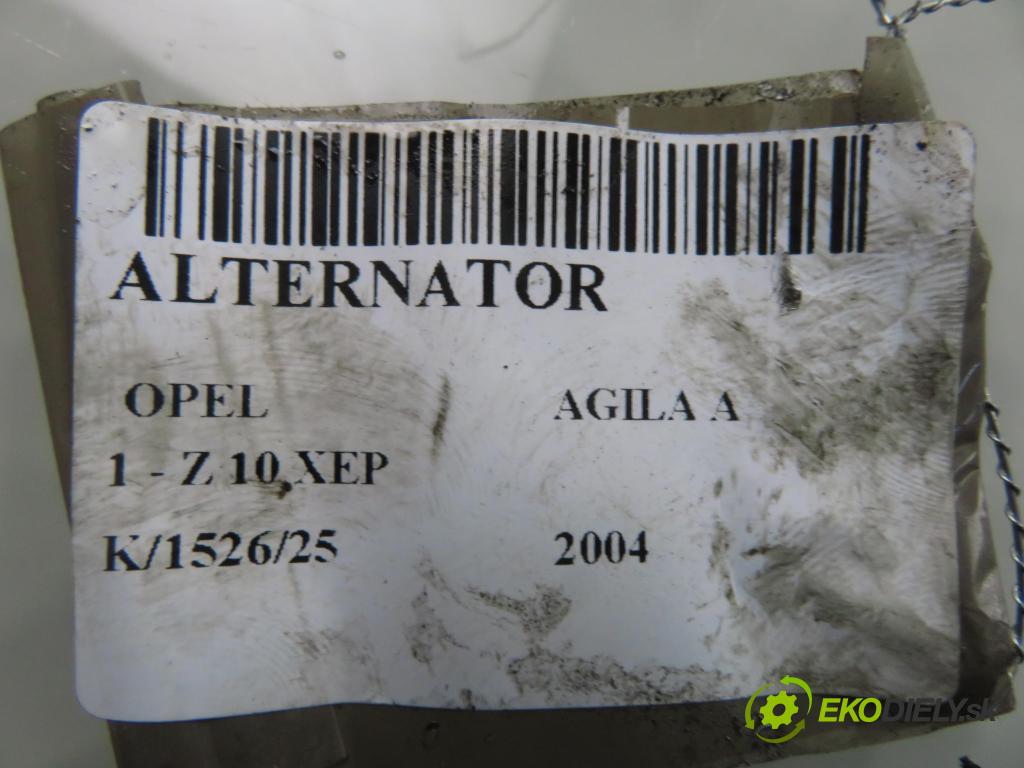 ALTERNATOR
OPEL AGILA A
1 - Z 10 XEP
K/1526/25 2004
EKODIELY.sk